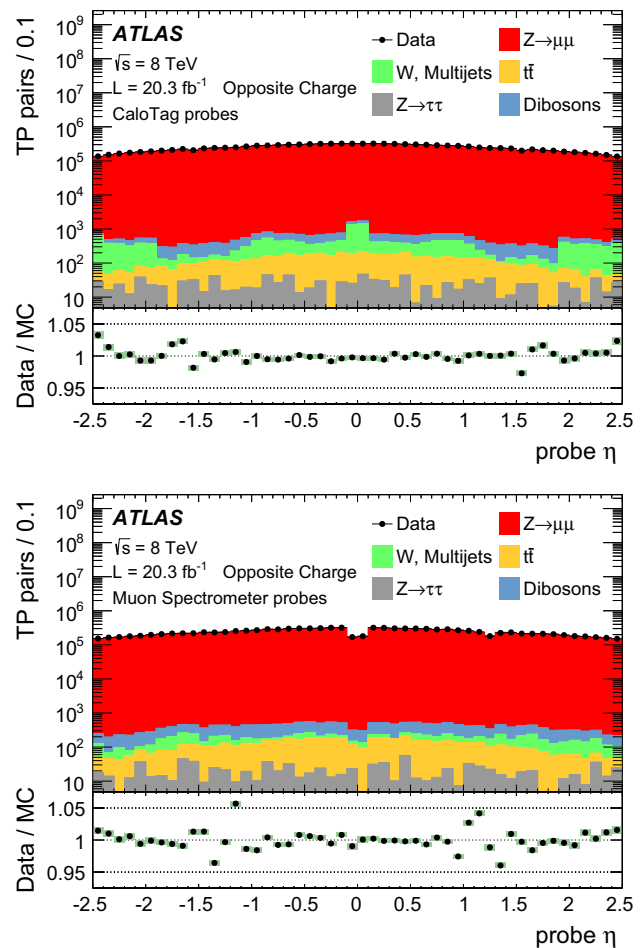 TP pairs / 0.1
10⁹
10⁸
10⁷
10⁶
10⁵
10⁴
10³
10²
10
ATLAS
√s = 8 TeV
L = 20.3 fb⁻¹ Opposite Charge
CaloTag probes
Data
Z→μμ
W, Multijets
tt̄
Z→ττ
Dibosons
Data / MC
1.05
1
0.95
-2.5 -2 -1.5 -1 -0.5 0 0.5 1 1.5 2 2.5
probe η
TP pairs / 0.1
10⁹
10⁸
10⁷
10⁶
10⁵
10⁴
10³
10²
10
ATLAS
√s = 8 TeV
L = 20.3 fb⁻¹ Opposite Charge
Muon Spectrometer probes
Data
Z→μμ
W, Multijets
tt̄
Z→ττ
Dibosons
Data / MC
1.05
1
0.95
-2.5 -2 -1.5 -1 -0.5 0 0.5 1 1.5 2 2.5
probe η